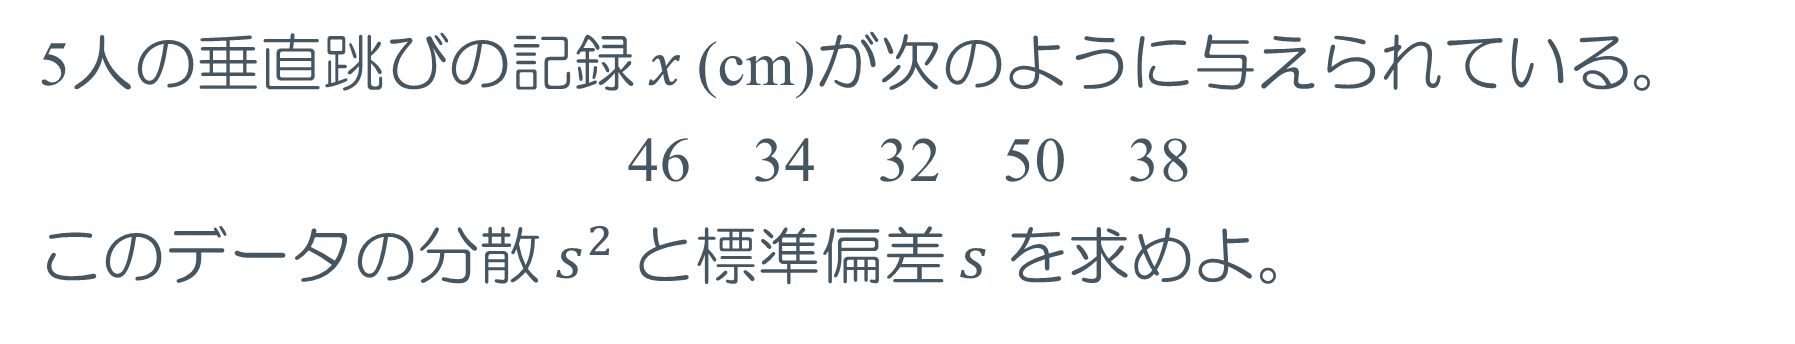 5人の垂直跳びの記録 x (cm)が次のように与えられている。
46 34 32 50 38
このデータの分散 s² と標準偏差 s を求めよ。